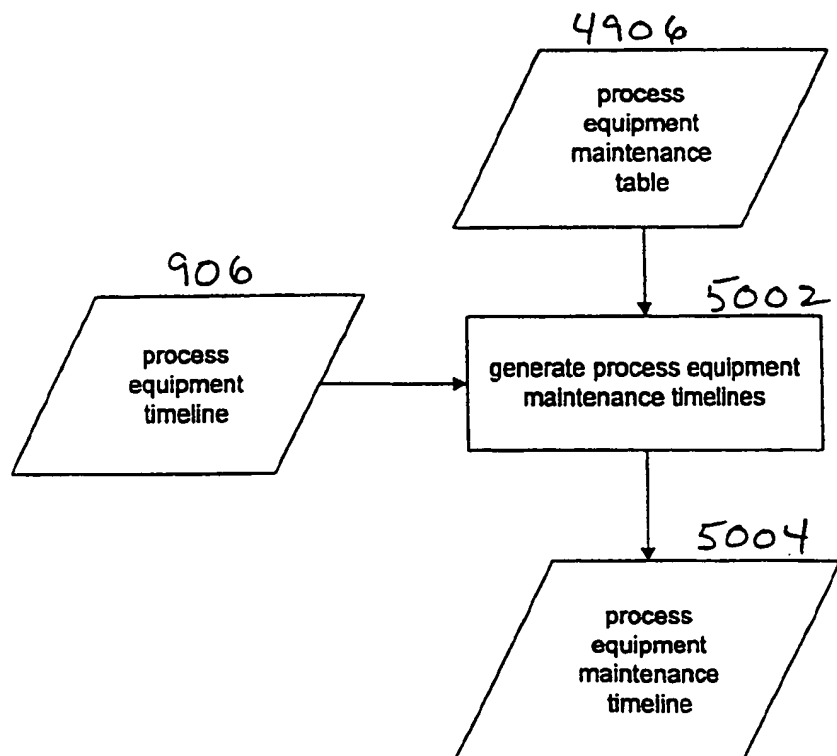 4906
process
equipment
maintenance
table
906
process
equipment
timeline
5002
generate process equipment
maintenance timelines
5004
process
equipment
maintenance
timeline